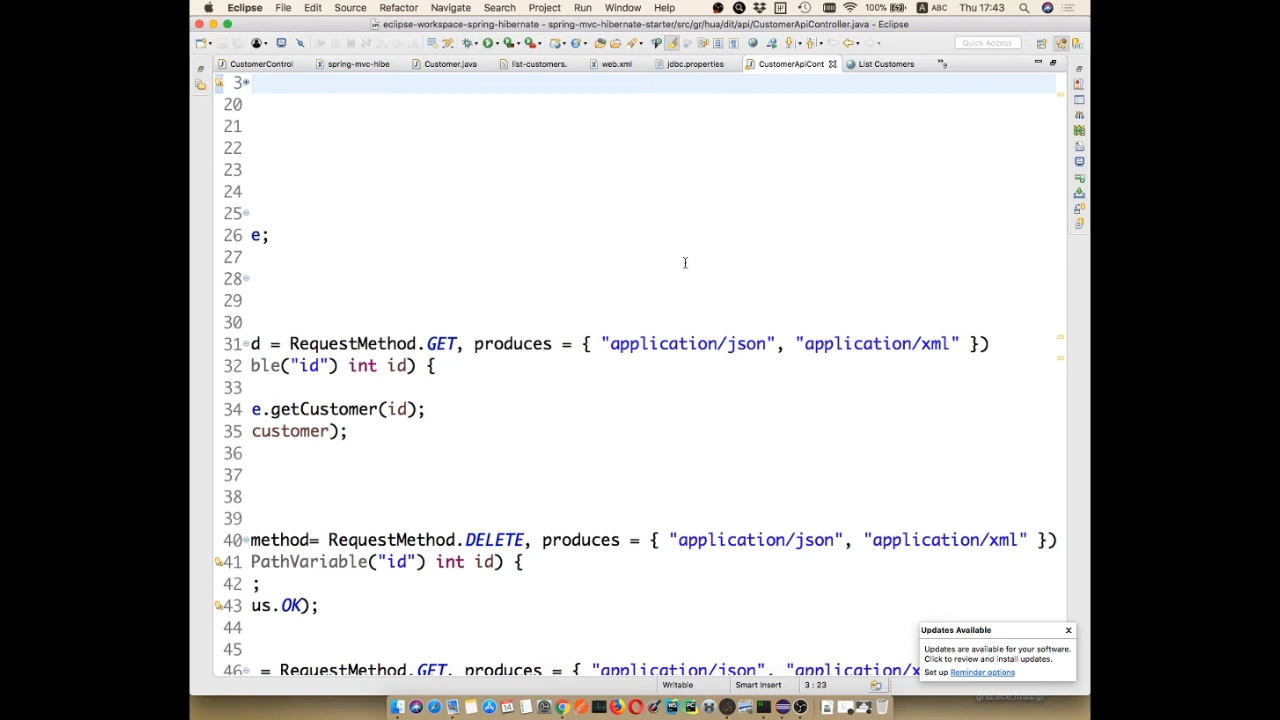 Eclipse File Edit Source Refactor Navigate Search Project Run Window Help 100% ABC Thu 17:43
eclipse-workspace-spring-hibernate - spring-mvc-hibernate-starter/src/gr/hua/dit/api/CustomerApiController.java - Eclipse
Quick Access
CustomerControl spring-mvc-hibe Customer.java list-customers. web.xml jdbc.properties CustomerApiCont List Customers »9
3
20
21
22
23
24
25
26 e;
27
28
29
30
31 d = RequestMethod.GET, produces = { "application/json", "application/xml" })
32 ble("id") int id) {
33
34 e.getCustomer(id);
35 customer);
36
37
38
39
40 method= RequestMethod.DELETE, produces = { "application/json", "application/xml" })
41 PathVariable("id") int id) {
42 ;
43 us.OK);
44
45
46 = RequestMethod.GET, produces = { "application/json", "application/x
Updates Available
Updates are available for your software.
Click to review and install updates.
Set up Reminder options
Writable Smart Insert 3 : 23